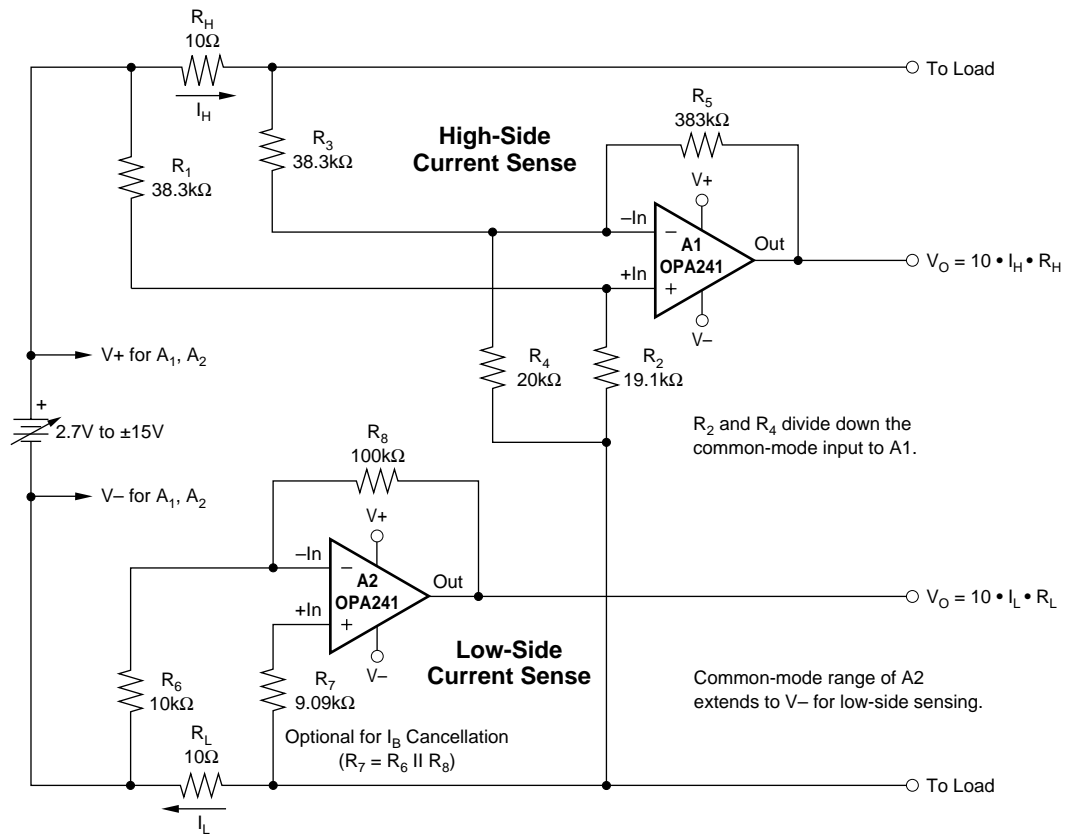 R_H
10Ω
I_H
To Load
R_5
383kΩ
High-Side
Current Sense
R_3
38.3kΩ
R_1
38.3kΩ
V+
–In
−
A1
OPA241
Out
V_O = 10 • I_H • R_H
+In
+
V–
V+ for A_1, A_2
R_4
20kΩ
R_2
19.1kΩ
+
2.7V to ±15V
R_2 and R_4 divide down the
common-mode input to A1.
R_8
100kΩ
V– for A_1, A_2
V+
–In
−
A2
OPA241
Out
V_O = 10 • I_L • R_L
+In
+
V–
Low-Side
Current Sense
R_6
10kΩ
R_7
9.09kΩ
Common-mode range of A2
extends to V– for low-side sensing.
Optional for I_B Cancellation
(R_7 = R_6 II R_8)
R_L
10Ω
I_L
To Load